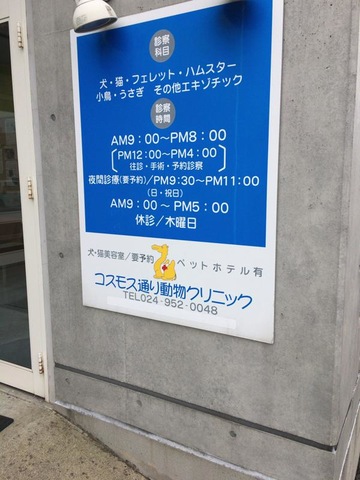 診察
科目
犬・猫・フェレット・ハムスター
小鳥・うさぎ その他エキゾチック
診察
時間
AM9：00～PM8：00
PM12：00～PM4：00
往診・手術・予約診察
夜間診療(要予約)/PM9:30～PM11:00
(日・祝日)
AM9：00～PM5：00
休診/木曜日
犬・猫美容室/要予約 ペットホテル有
コスモス通り動物クリニック
TEL024-952-0048